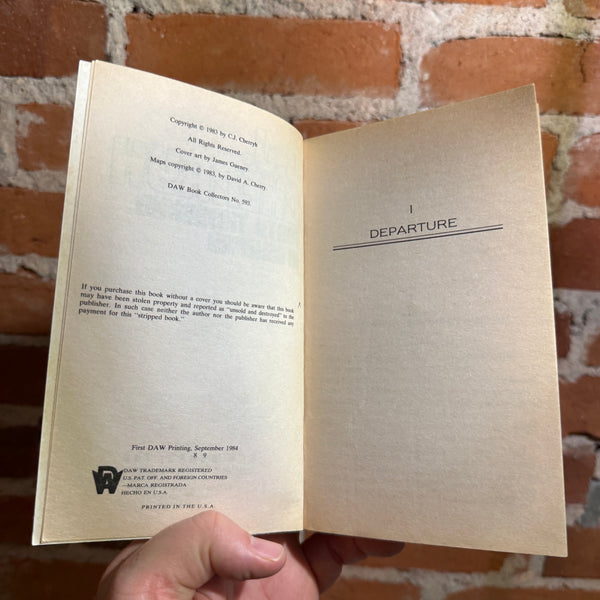 Copyright © 1983 by C.J. Cherryh
All Rights Reserved.
Cover art by James Gurney.
Maps copyright © 1983, by David A. Cherry.
DAW Book Collectors No. 593.
If you purchase this book without a cover you should be aware that this book
may have been stolen property and reported as "unsold and destroyed" to the
publisher. In such case neither the author nor the publisher has received any
payment for this "stripped book."
First DAW Printing, September 1984
8 9
DAW TRADEMARK REGISTERED
U.S. PAT. OFF. AND FOREIGN COUNTRIES
—MARCA REGISTRADA
HECHO EN U.S.A.
PRINTED IN THE U.S.A.
I
DEPARTURE